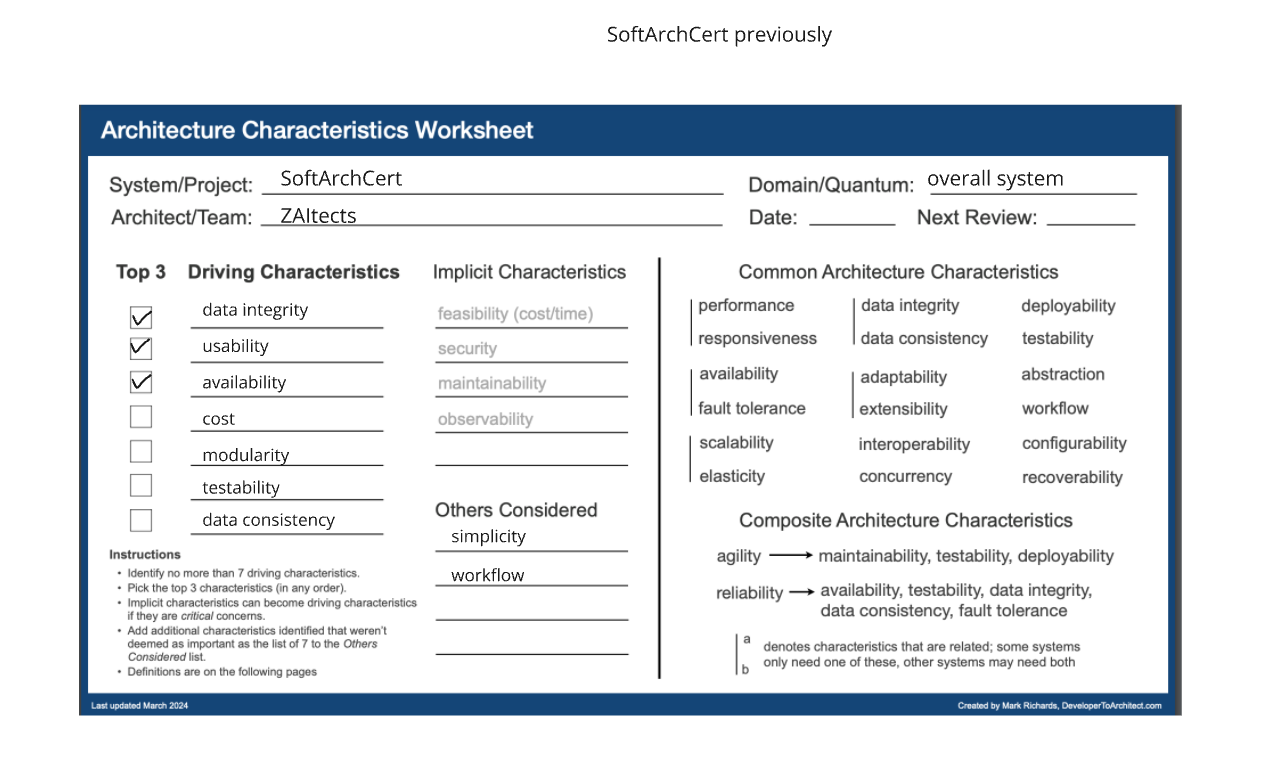 SoftArchCert previously
Architecture Characteristics Worksheet
System/Project: SoftArchCert
Domain/Quantum: overall system
Architect/Team: ZAItects
Date: Next Review:
Top 3 Driving Characteristics
data integrity
usability
availability
cost
modularity
testability
data consistency
Instructions
• Identify no more than 7 driving characteristics.
• Pick the top 3 characteristics (in any order).
• Implicit characteristics can become driving characteristics
if they are critical concerns.
• Add additional characteristics identified that weren't
deemed as important as the list of 7 to the Others
Considered list.
• Definitions are on the following pages
Implicit Characteristics
feasibility (cost/time)
security
maintainability
observability
Others Considered
simplicity
workflow
Common Architecture Characteristics
performance
responsiveness
availability
fault tolerance
scalability
elasticity
data integrity
data consistency
adaptability
extensibility
interoperability
concurrency
deployability
testability
abstraction
workflow
configurability
recoverability
Composite Architecture Characteristics
agility → maintainability, testability, deployability
reliability → availability, testability, data integrity,
data consistency, fault tolerance
a
b
denotes characteristics that are related; some systems
only need one of these, other systems may need both
Last updated March 2024
Created by Mark Richards, DeveloperToArchitect.com